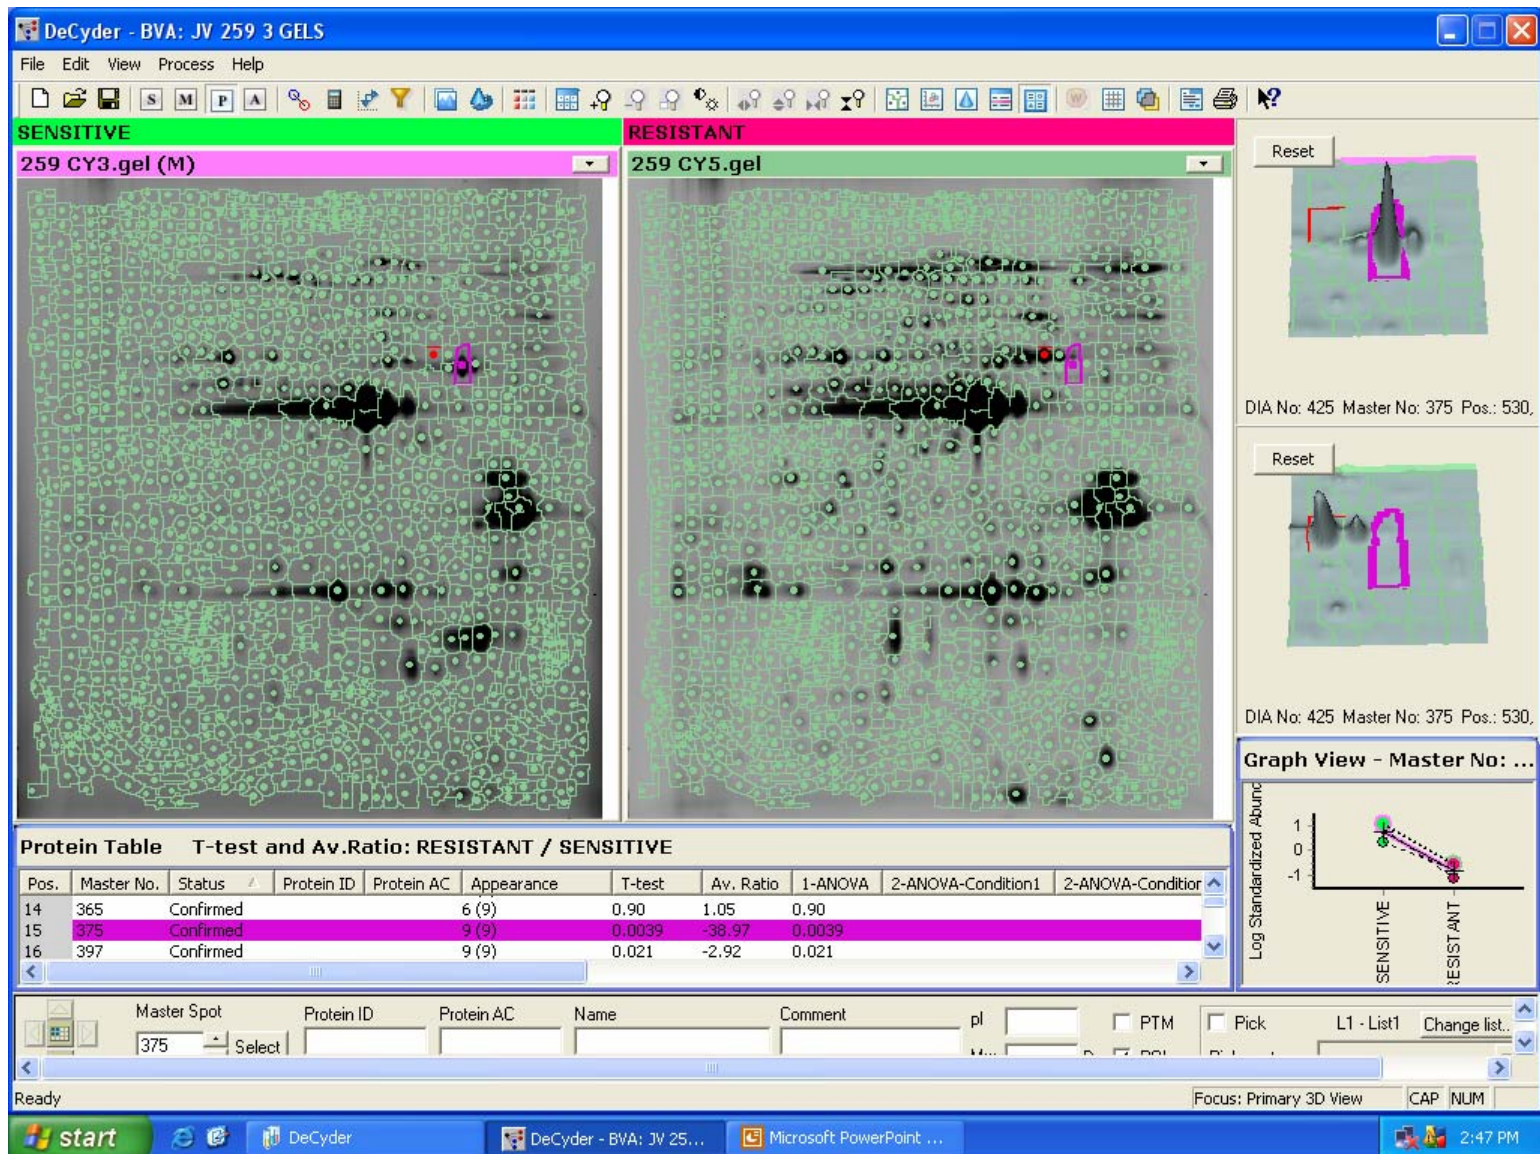 DeCyder - BVA: JV 259 3 GELS
File Edit View Process Help
S M P A
SENSITIVE
RESISTANT
259 CY3.gel (M)
259 CY5.gel
Reset
DIA No: 425 Master No: 375 Pos.: 530,
Reset
DIA No: 425 Master No: 375 Pos.: 530,
Graph View - Master No: ...
Log Standardized Abunc
1
0
-1
SENSITIVE
RESISTANT
Protein Table T-test and Av.Ratio: RESISTANT / SENSITIVE
Pos. Master No. Status Protein ID Protein AC Appearance T-test Av. Ratio 1-ANOVA 2-ANOVA-Condition1 2-ANOVA-Condition
14 365 Confirmed 6 (9) 0.90 1.05 0.90
15 375 Confirmed 9 (9) 0.0039 -38.97 0.0039
16 397 Confirmed 9 (9) 0.021 -2.92 0.021
Master Spot Protein ID Protein AC Name Comment pI PTM Pick L1 - List1 Change list..
375 Select
Ready
Focus: Primary 3D View CAP NUM
start DeCyder DeCyder - BVA: JV 25... Microsoft PowerPoint ... 2:47 PM